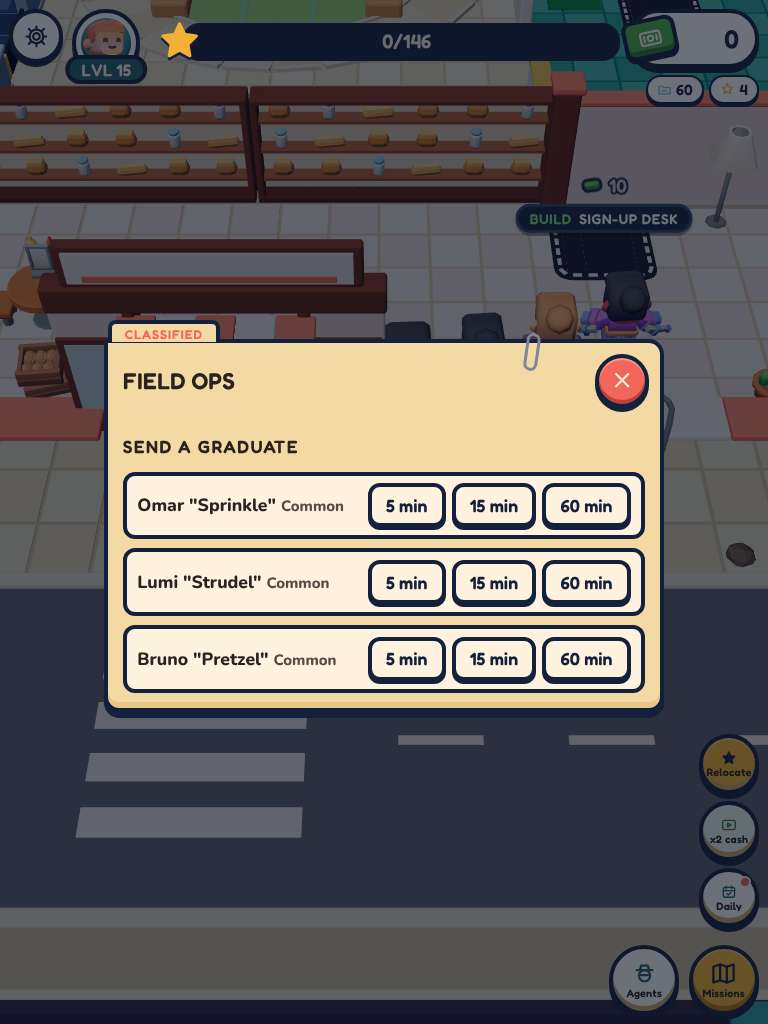 0/146
0
LVL 15
60
4
10
BUILD SIGN-UP DESK
CLASSIFIED
FIELD OPS
SEND A GRADUATE
Omar "Sprinkle" Common 5 min 15 min 60 min
Lumi "Strudel" Common 5 min 15 min 60 min
Bruno "Pretzel" Common 5 min 15 min 60 min
Relocate
x2 cash
Daily
Agents
Missions